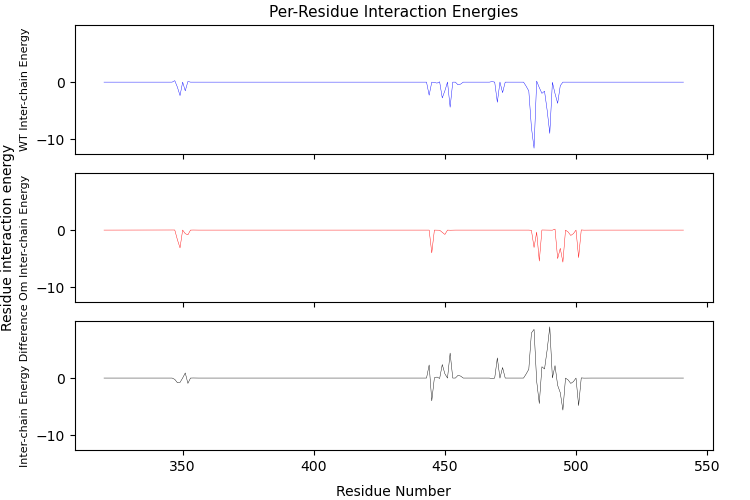 Per-Residue Interaction Energies
Residue interaction energy
WT Inter-chain Energy
0
−10
Om Inter-chain Energy
0
−10
Inter-chain Energy Difference
0
−10
350
400
450
500
550
Residue Number